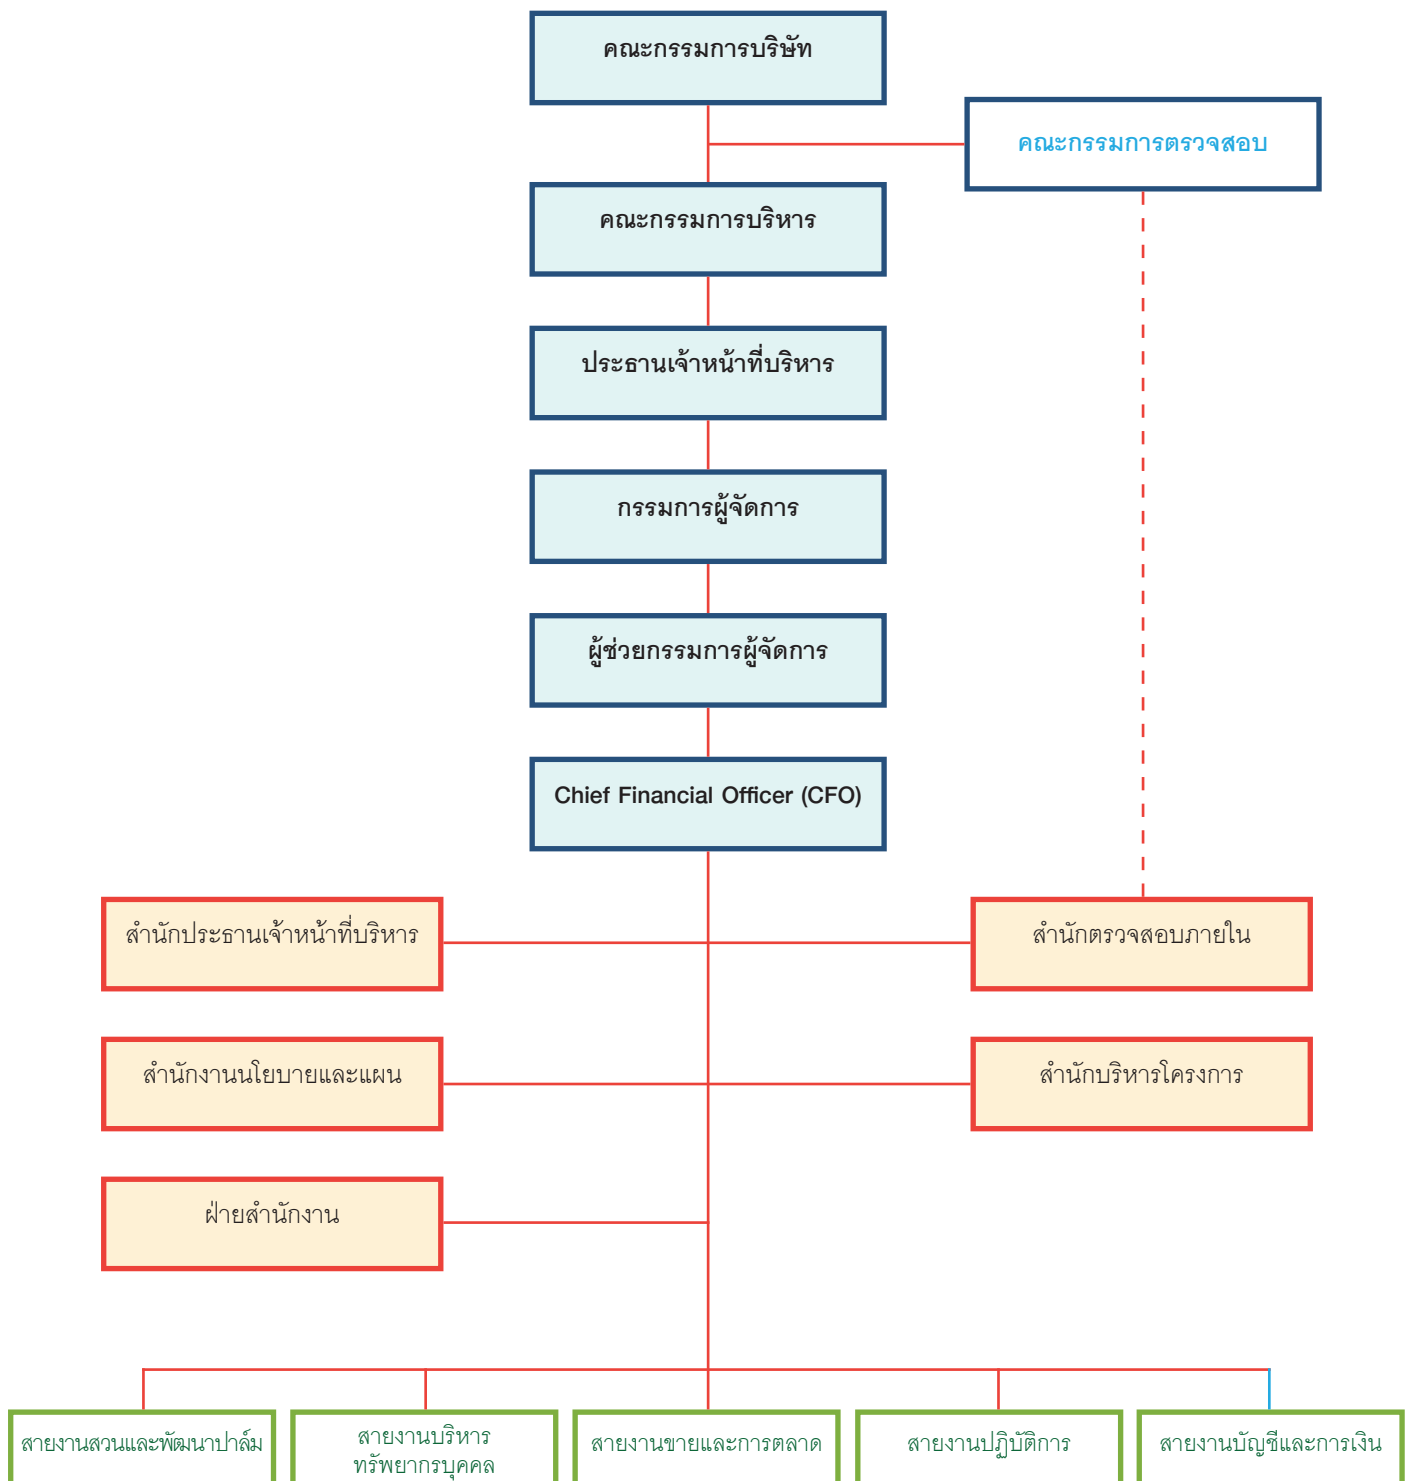 คณะกรรมการบริษัท
คณะกรรมการตรวจสอบ
คณะกรรมการบริหาร
ประธานเจ้าหน้าที่บริหาร
กรรมการผู้จัดการ
ผู้ช่วยกรรมการผู้จัดการ
Chief Financial Officer (CFO)
สำนักประธานเจ้าหน้าที่บริหาร
สำนักตรวจสอบภายใน
สำนักงานนโยบายและแผน
สำนักบริหารโครงการ
ฝ่ายสำนักงาน
สายงานสวนและพัฒนาปาล์ม
สายงานบริหาร
ทรัพยากรบุคคล
สายงานขายและการตลาด
สายงานปฏิบัติการ
สายงานบัญชีและการเงิน